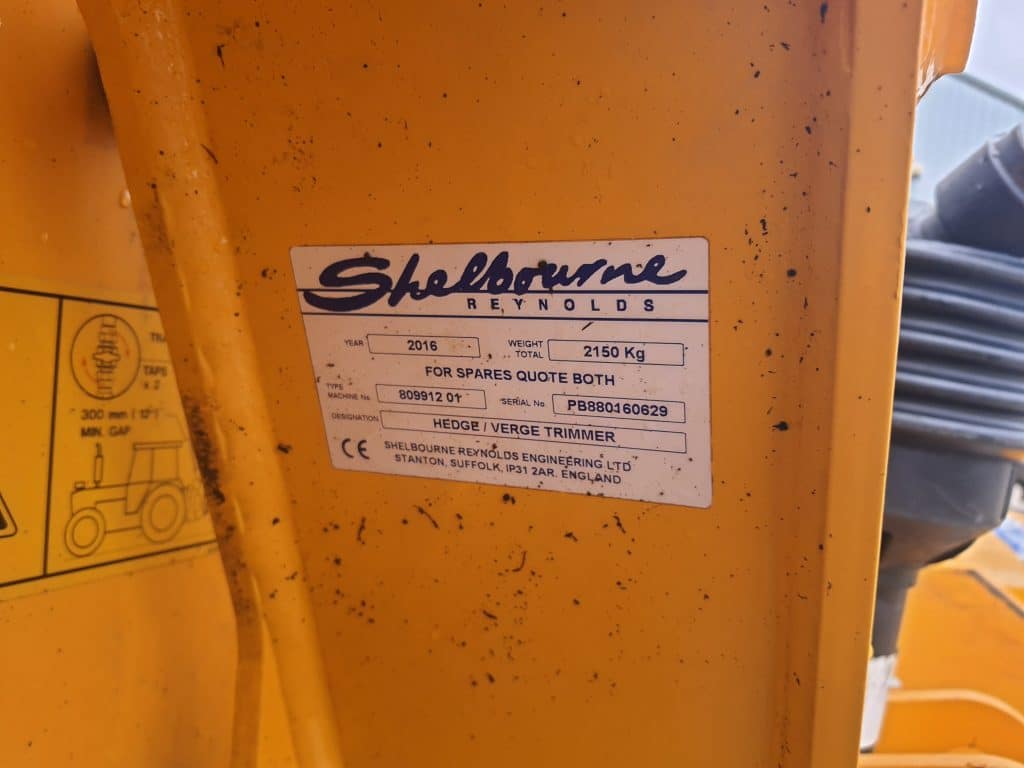 Shelbourne
REYNOLDS
YEAR 2016 WEIGHT TOTAL 2150 Kg
FOR SPARES QUOTE BOTH
TYPE MACHINE No. 809912 01 SERIAL No. PB880160629
DESIGNATION HEDGE / VERGE TRIMMER
CE SHELBOURNE REYNOLDS ENGINEERING LTD
STANTON, SUFFOLK, IP31 2AR. ENGLAND
TAPS
x 2
300 mm (12")
MIN. GAP